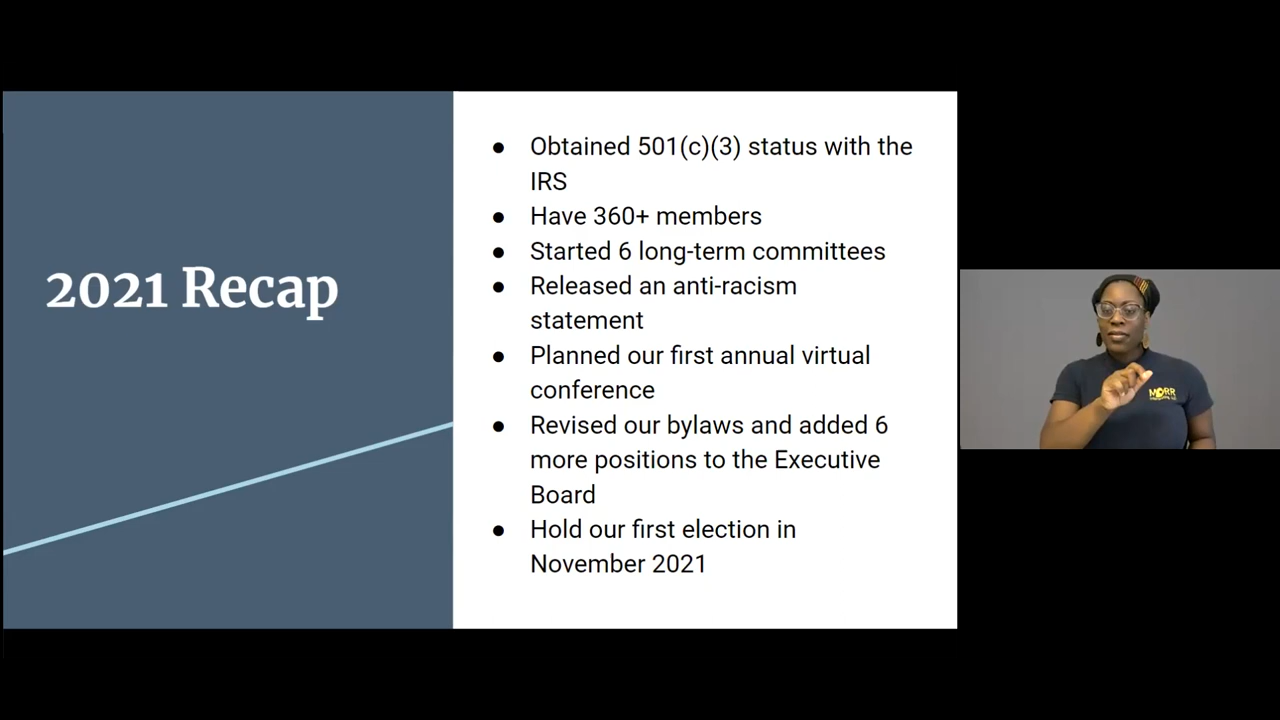 2021 Recap
● Obtained 501(c)(3) status with the
IRS
● Have 360+ members
● Started 6 long-term committees
● Released an anti-racism
statement
● Planned our first annual virtual
conference
● Revised our bylaws and added 6
more positions to the Executive
Board
● Hold our first election in
November 2021
MORR